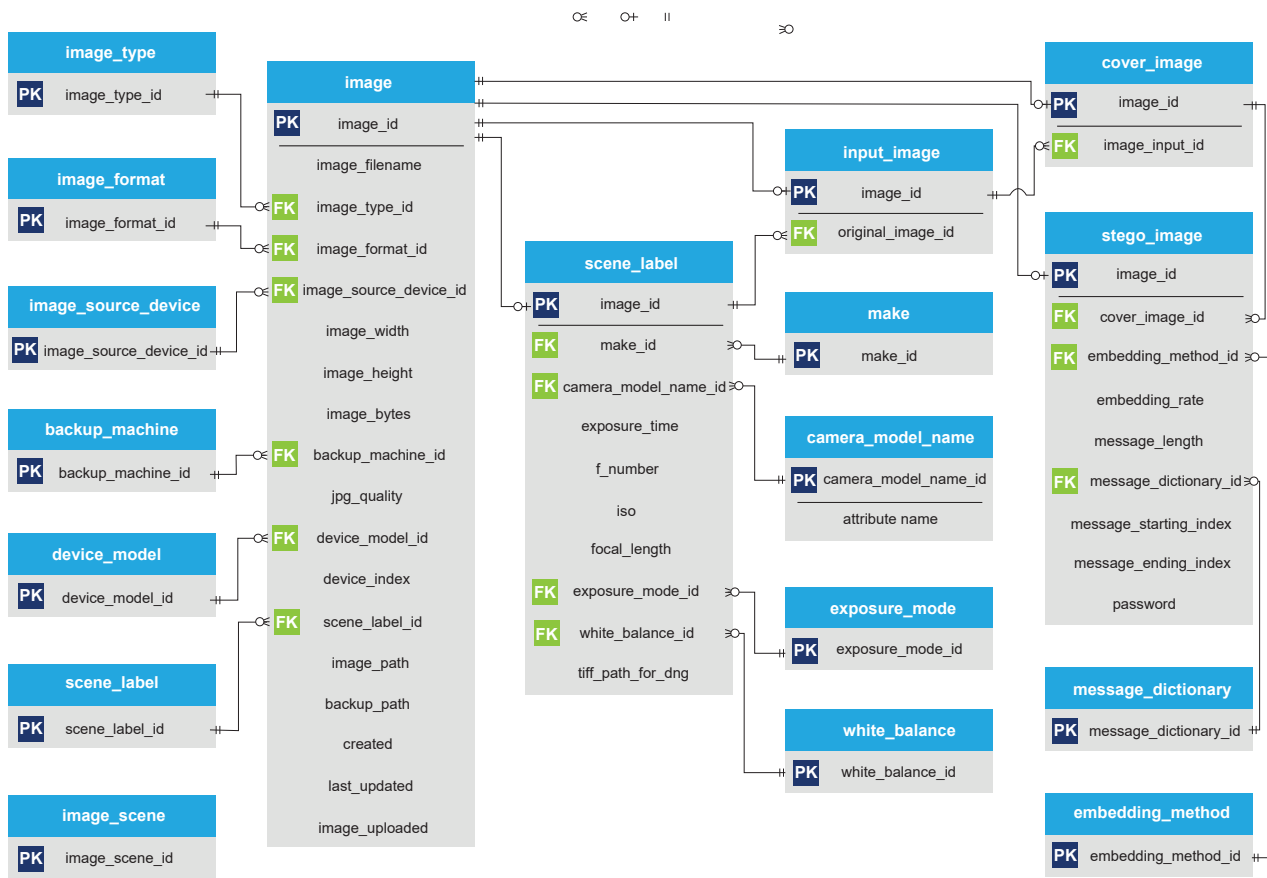 image_type
PK image_type_id
image_format
PK image_format_id
image_source_device
PK image_source_device_id
backup_machine
PK backup_machine_id
device_model
PK device_model_id
scene_label
PK scene_label_id
image_scene
PK image_scene_id
image
PK image_id
image_filename
FK image_type_id
FK image_format_id
FK image_source_device_id
image_width
image_height
image_bytes
FK backup_machine_id
jpg_quality
FK device_model_id
device_index
FK scene_label_id
image_path
backup_path
created
last_updated
image_uploaded
scene_label
PK image_id
FK make_id
FK camera_model_name_id
exposure_time
f_number
iso
focal_length
FK exposure_mode_id
FK white_balance_id
tiff_path_for_dng
input_image
PK image_id
FK original_image_id
make
PK make_id
camera_model_name
PK camera_model_name_id
attribute name
exposure_mode
PK exposure_mode_id
white_balance
PK white_balance_id
cover_image
PK image_id
FK image_input_id
stego_image
PK image_id
FK cover_image_id
FK embedding_method_id
embedding_rate
message_length
FK message_dictionary_id
message_starting_index
message_ending_index
password
message_dictionary
PK message_dictionary_id
embedding_method
PK embedding_method_id